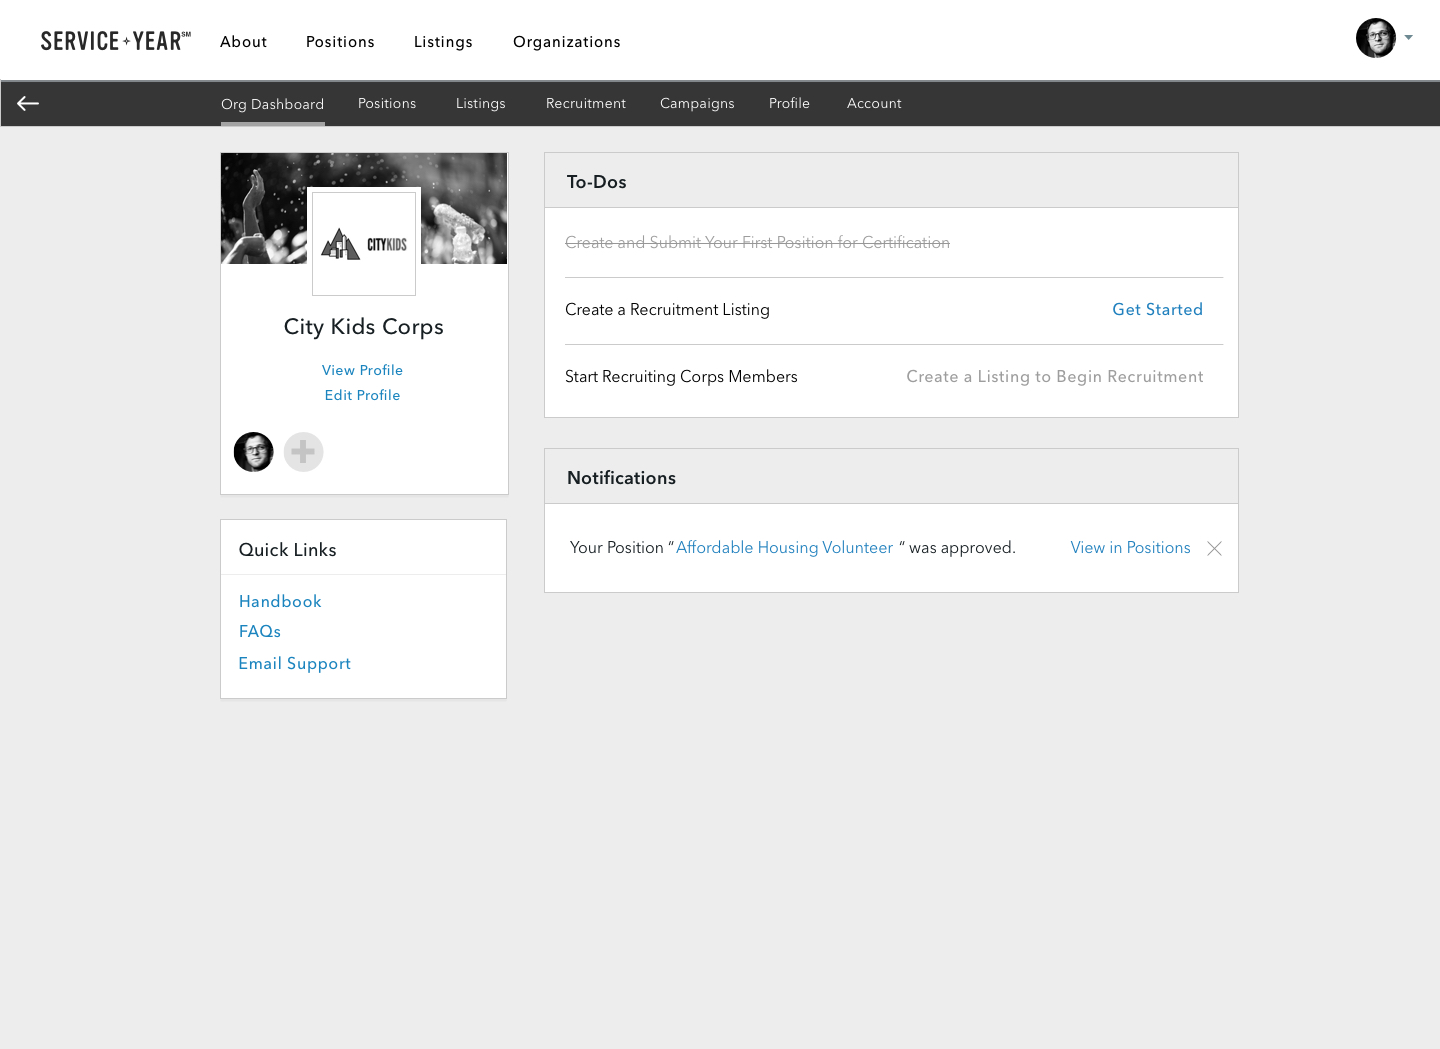 SERVICE + YEAR SM
About Positions Listings Organizations
Org Dashboard Positions Listings Recruitment Campaigns Profile Account
CITYKIDS
City Kids Corps
View Profile
Edit Profile
Quick Links
Handbook
FAQs
Email Support
To-Dos
Create and Submit Your First Position for Certification
Create a Recruitment Listing Get Started
Start Recruiting Corps Members Create a Listing to Begin Recruitment
Notifications
Your Position “Affordable Housing Volunteer “ was approved. View in Positions